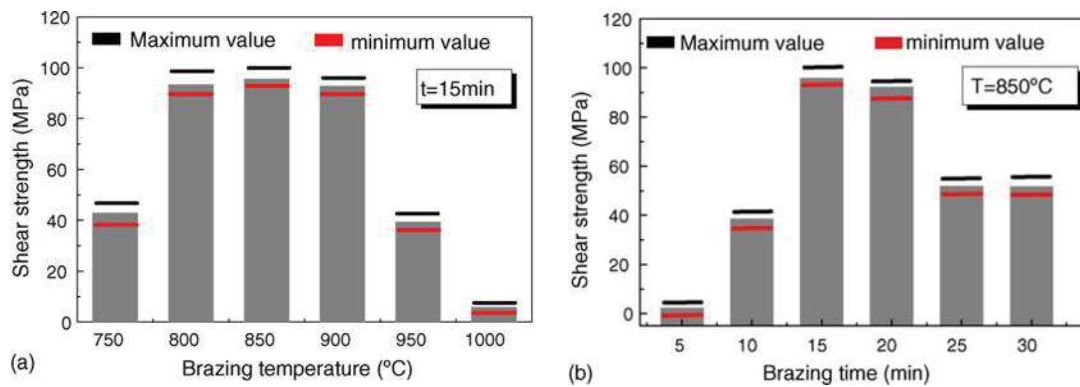 120
100
80
60
40
20
0
Shear strength (MPa)
Maximum value
minimum value
t=15min
750 800 850 900 950 1000
Brazing temperature (ºC)
(a)
120
100
80
60
40
20
0
Shear strength (MPa)
Maximum value
minimum value
T=850ºC
5 10 15 20 25 30
Brazing time (min)
(b)